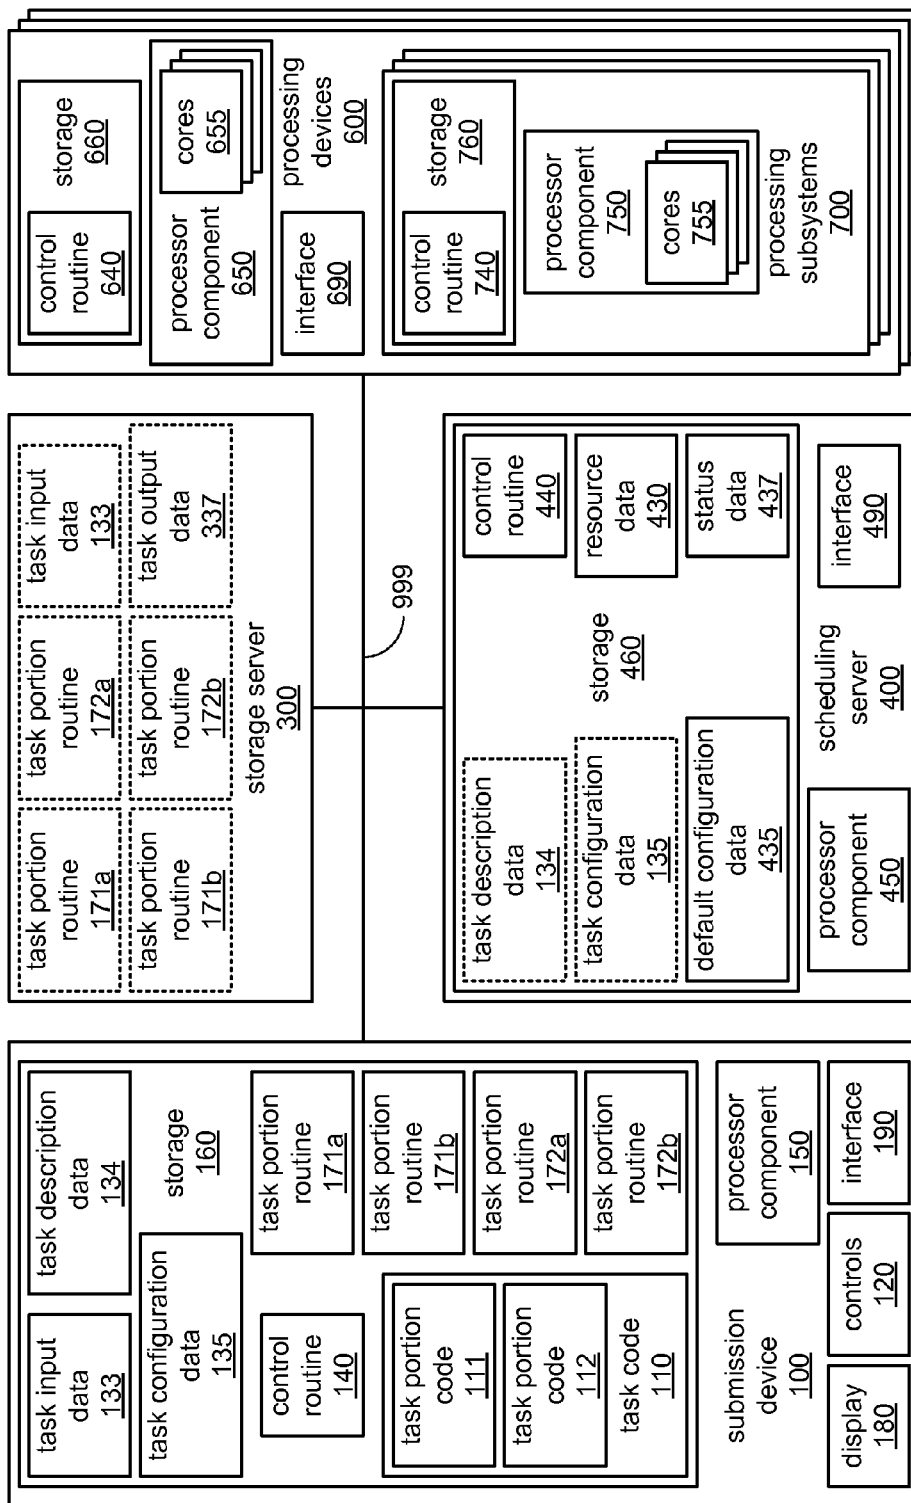 task input
data
133
task description
data
134
task configuration
data
135
storage
160
control
routine
140
task portion
routine
171a
task portion
code
111
task portion
routine
171b
task portion
code
112
task portion
routine
172a
task code
110
task portion
routine
172b
submission
device
100
processor
component
150
display
180
controls
120
interface
190
task portion
routine
171a
task portion
routine
172a
task input
data
133
task portion
routine
171b
task portion
routine
172b
task output
data
337
storage server
300
999
task description
data
134
control
routine
440
storage
460
task configuration
data
135
resource
data
430
default configuration
data
435
status
data
437
processor
component
450
scheduling
server
400
interface
490
control
routine
640
storage
660
processor
component
650
cores
655
interface
690
processing
devices
600
control
routine
740
storage
760
processor
component
750
cores
755
processing
subsystems
700